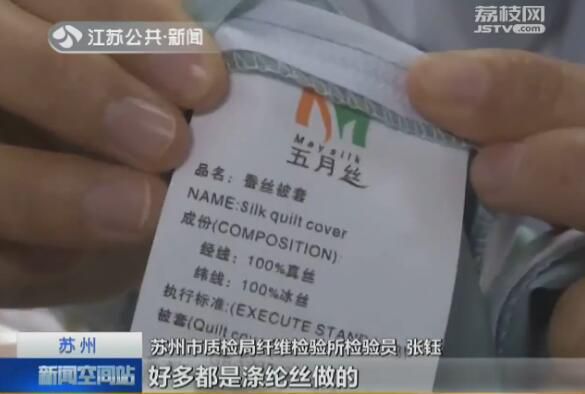 江苏公共·新闻
荔枝网
JSTV.com
May silk
五月丝
品名：蚕丝被套
NAME:Silk quilt cover
成份(COMPOSITION)
经线：100%真丝
纬线：100%冰丝
执行标准:(EXECUTE STAND
被套(Quilt cov
苏州
苏州市质检局纤维检验所检验员 张钰
新闻空间站
好多都是涤纶丝做的